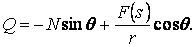 Q = −N sin θ + F(s)/r cos θ.